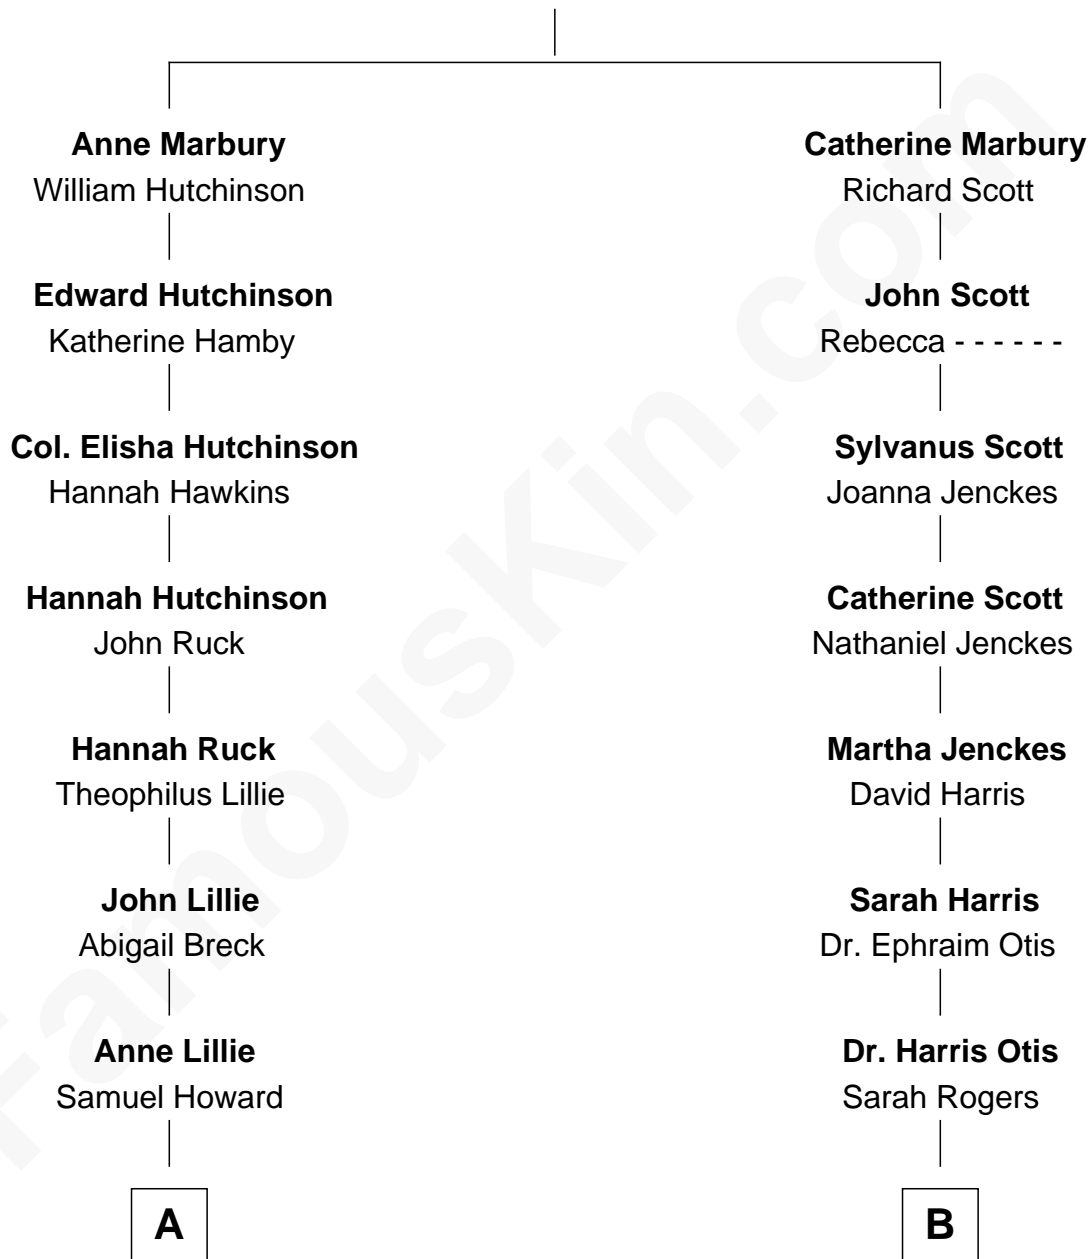 Anne Marbury
William Hutchinson
Edward Hutchinson
Katherine Hamby
Col. Elisha Hutchinson
Hannah Hawkins
Hannah Hutchinson
John Ruck
Hannah Ruck
Theophilus Lillie
John Lillie
Abigail Breck
Anne Lillie
Samuel Howard
A
Catherine Marbury
Richard Scott
John Scott
Rebecca - - - - - -
Sylvanus Scott
Joanna Jenckes
Catherine Scott
Nathaniel Jenckes
Martha Jenckes
David Harris
Sarah Harris
Dr. Ephraim Otis
Dr. Harris Otis
Sarah Rogers
B
FamousKin.com